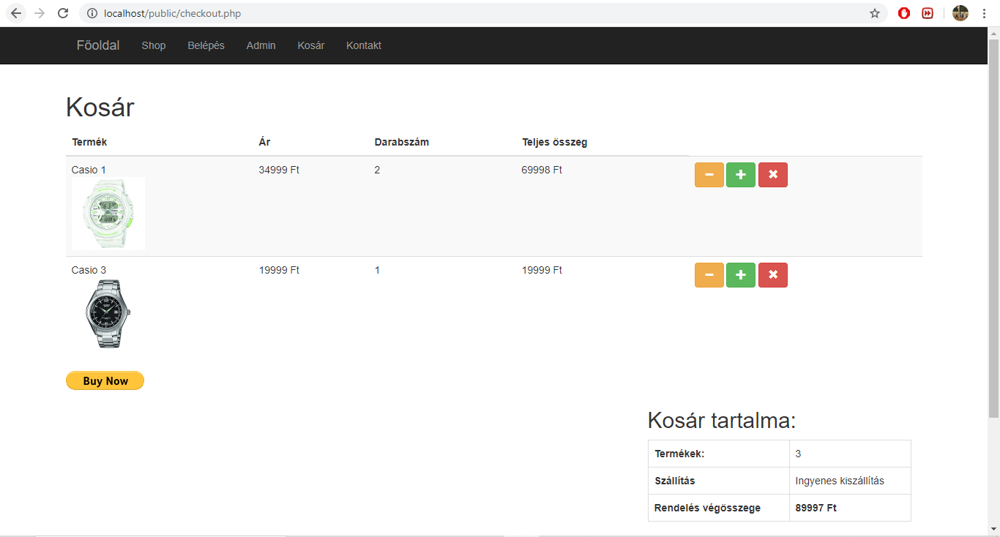 localhost/public/checkout.php
Főoldal Shop Belépés Admin Kosár Kontakt
Kosár
Termék Ár Darabszám Teljes összeg
Casio 1 34999 Ft 2 69998 Ft
Casio 3 19999 Ft 1 19999 Ft
Buy Now
Kosár tartalma:
Termékek: 3
Szállítás Ingyenes kiszállítás
Rendelés végösszege 89997 Ft